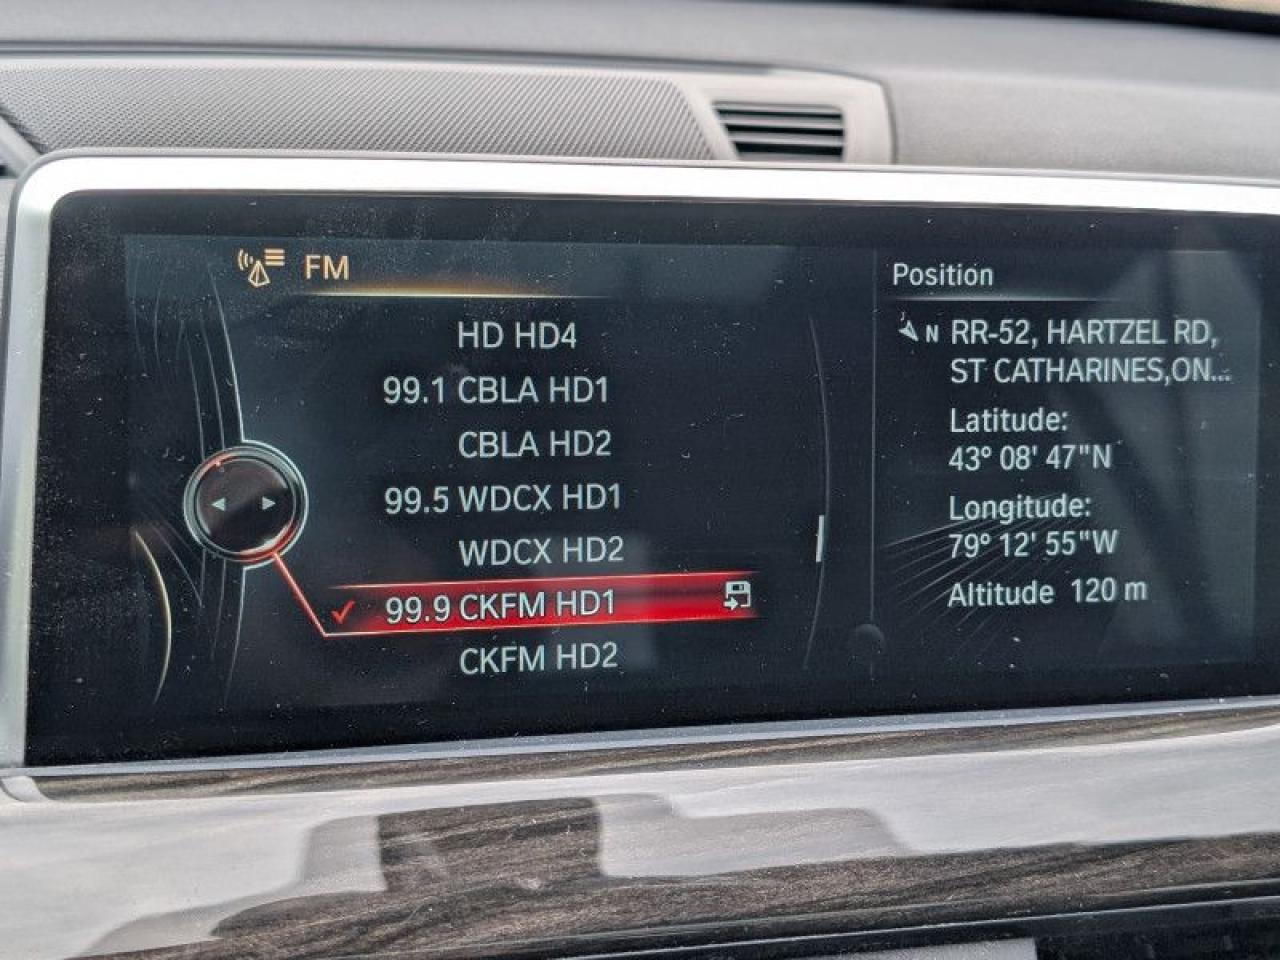 FM
HD HD4
99.1 CBLA HD1
CBLA HD2
99.5 WDCX HD1
WDCX HD2
99.9 CKFM HD1
CKFM HD2
Position
N RR-52, HARTZEL RD,
ST CATHARINES,ON...
Latitude:
43° 08' 47"N
Longitude:
79° 12' 55"W
Altitude 120 m